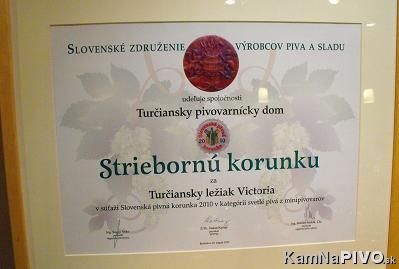 SLOVENSKÉ ZDRUŽENIE VÝROBCOV PIVA A SLADU
udeľuje spoločnosti
Turčiansky pivovarnícky dom
2010
Striebornú korunku
za
Turčiansky ležiak Victoria
v súťaži Slovenská pivná korunka 2010 v kategórii svetlé pivá z minipivovarov
KamNaPIVO.sk